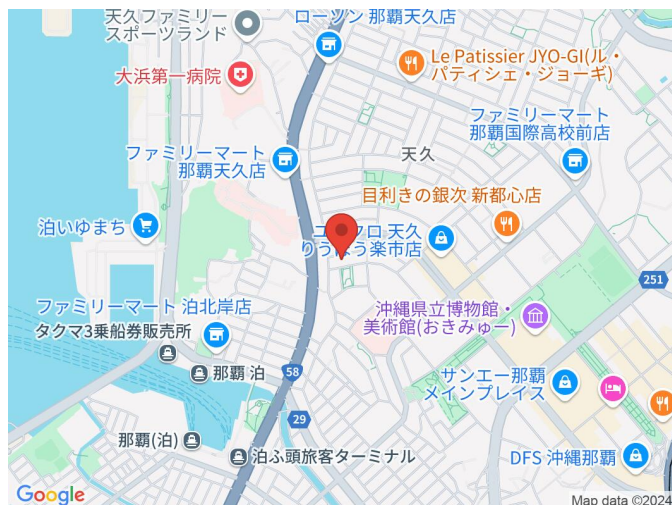 天久ファミリー
スポーツランド
ローソン 那覇天久店
Le Patissier JYO-GI(ル・
パティシェ・ジョーギ)
大浜第一病院
ファミリーマート
那覇国際高校前店
ファミリーマート
那覇天久店
天久
目利きの銀次 新都心店
泊いゆまち
天久
りうぼう楽市店
251
ファミリーマート 泊北岸店
沖縄県立博物館・
美術館(おきみゅー)
タクマ3乗船券販売所
那覇 泊
58
サンエー那覇
メインプレイス
29
那覇(泊)
泊ふ頭旅客ターミナル
DFS 沖縄那覇
Google
Map data ©2024